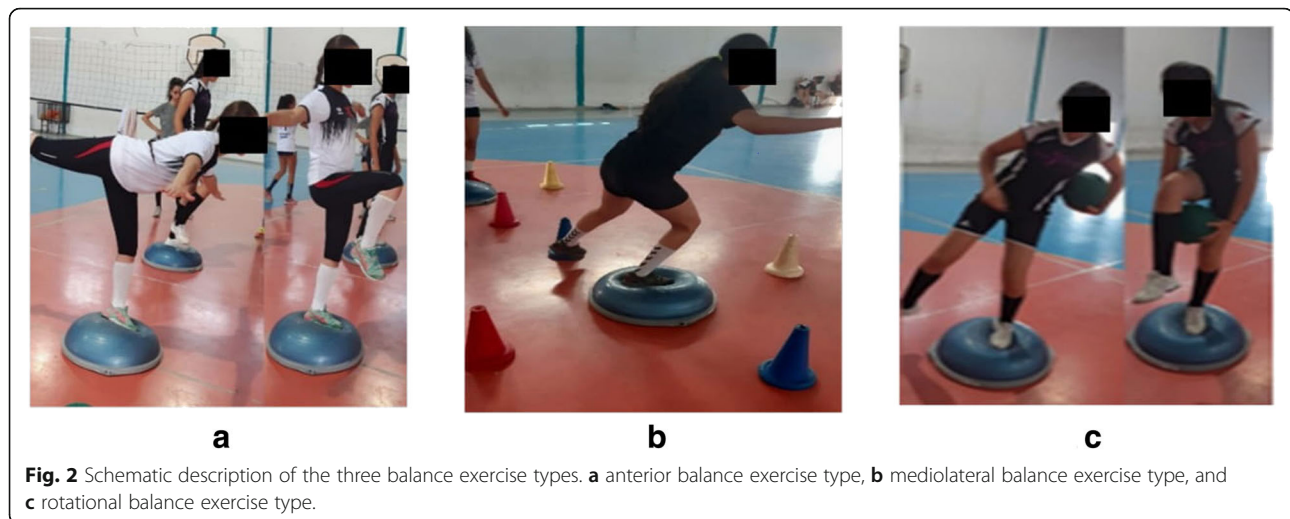 a
b
c
Fig. 2 Schematic description of the three balance exercise types. a anterior balance exercise type, b mediolateral balance exercise type, and
c rotational balance exercise type.